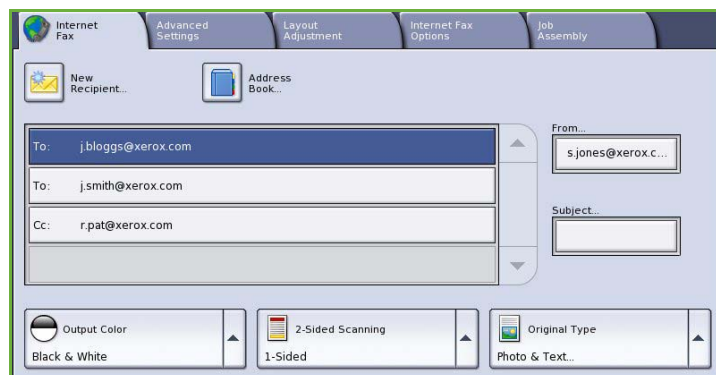 Internet
Fax
Advanced
Settings
Layout
Adjustment
Internet Fax
Options
Job
Assembly
New
Recipient...
Address
Book...
To: j.bloggs@xerox.com
To: j.smith@xerox.com
Cc: r.pat@xerox.com
From...
s.jones@xerox.c...
Subject...
Output Color
Black & White
2-Sided Scanning
1-Sided
Original Type
Photo & Text...